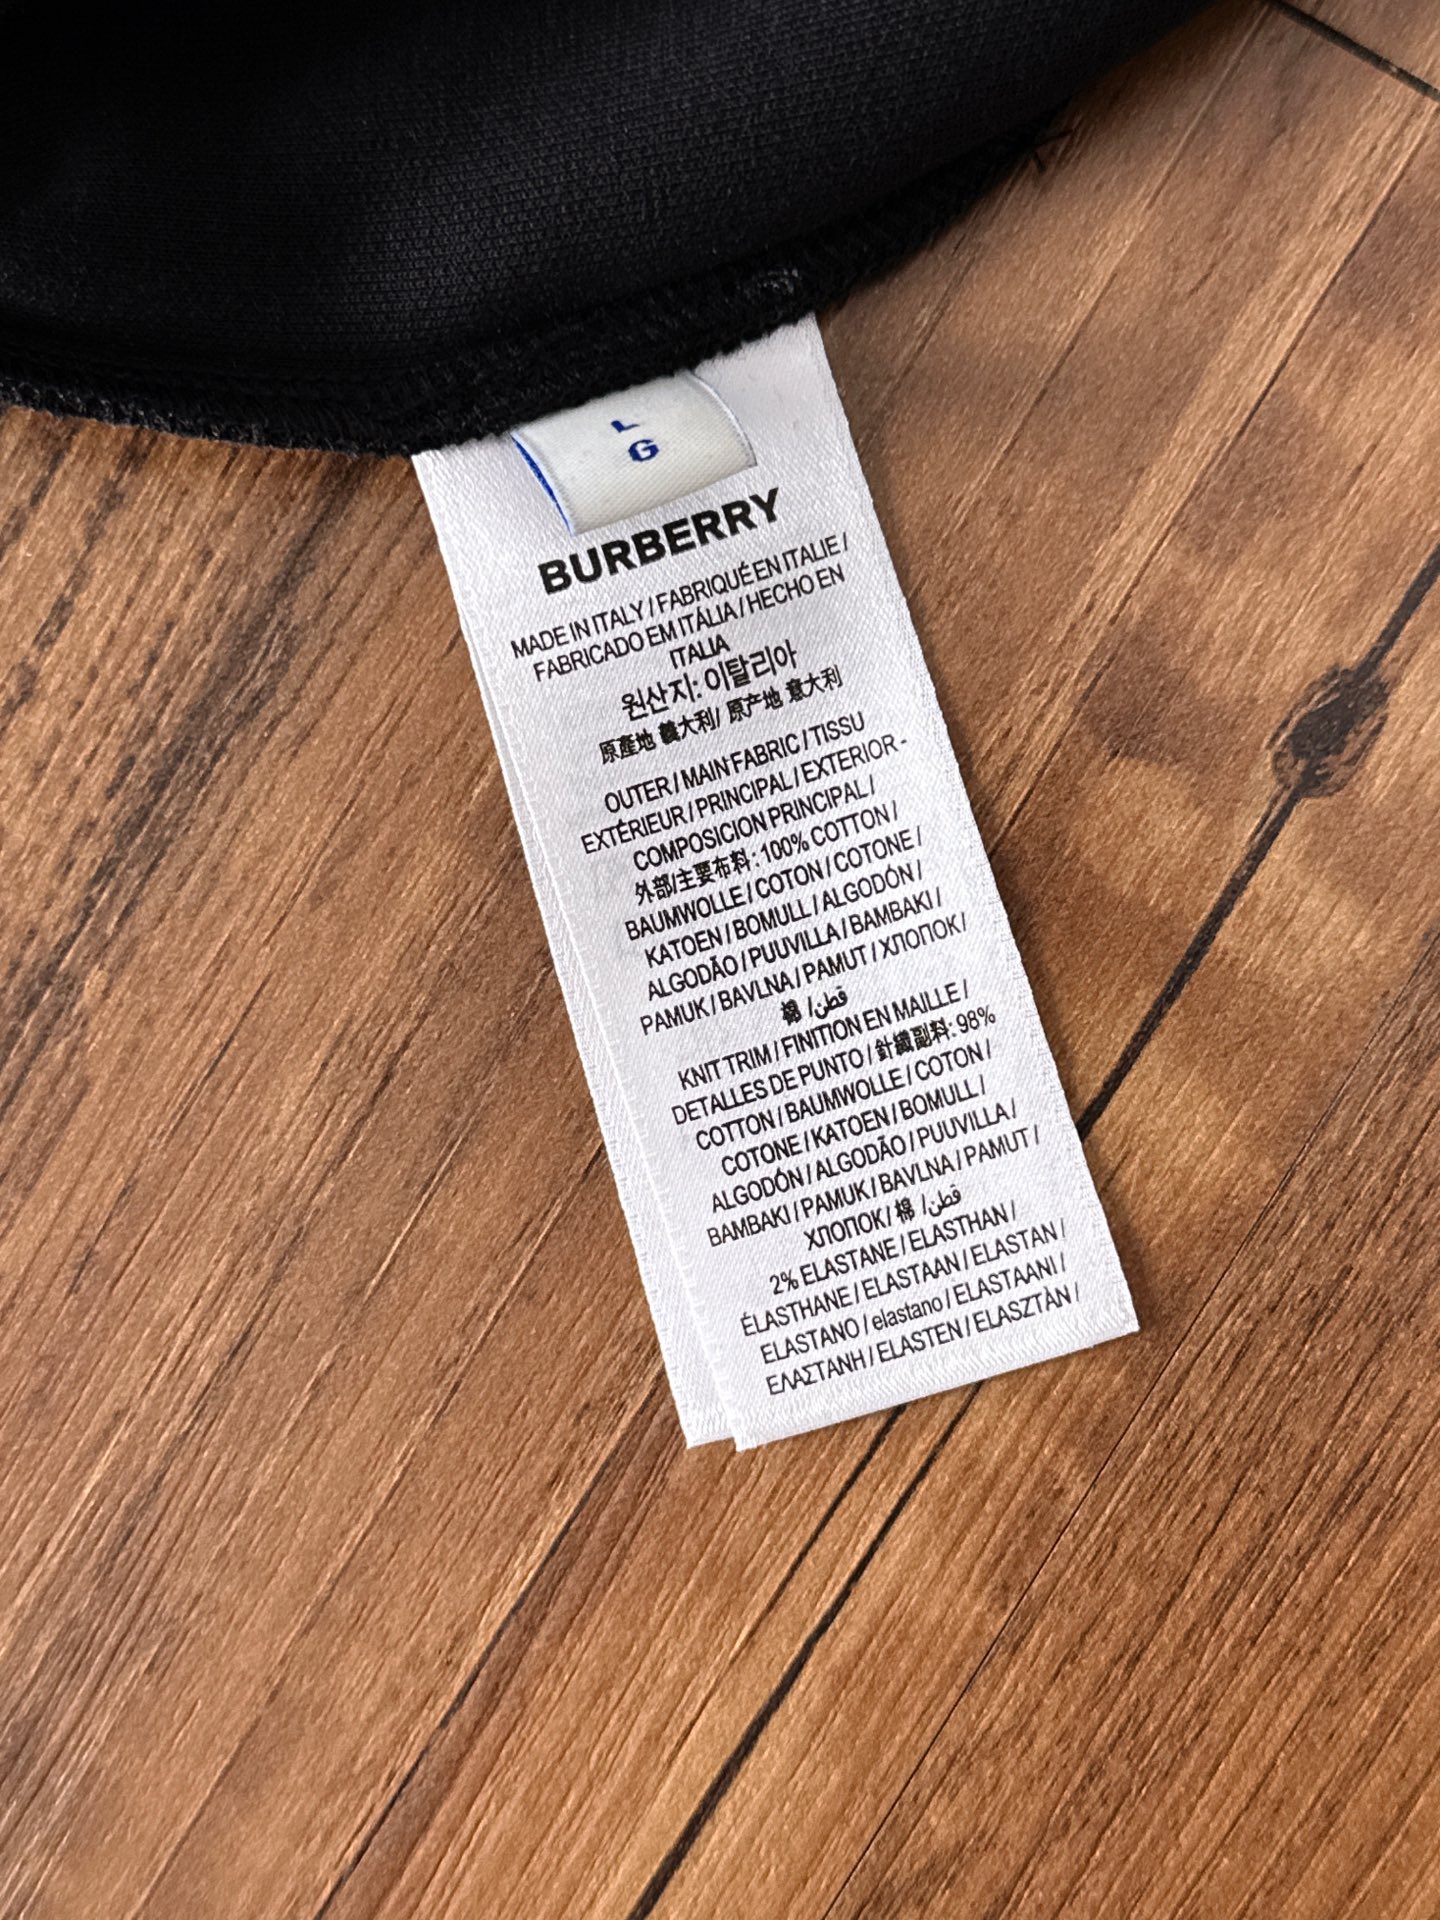 L
G
BURBERRY
MADE IN ITALY / FABRIQUÉ EN ITALIE /
FABRICADO EM ITÁLIA / HECHO EN
ITALIA
원산지: 이탈리아
原產地 義大利/ 原产地 意大利
OUTER / MAIN FABRIC / TISSU
EXTÉRIEUR / PRINCIPAL / EXTERIOR -
COMPOSICION PRINCIPAL /
外部/主要布料 : 100% COTTON /
BAUMWOLLE / COTON / COTONE /
KATOEN / BOMULL / ALGODÓN /
ALGODÃO / PUUVILLA / BAMBAKI /
PAMUK / BAVLNA / PAMUT / ХЛОПОК /
棉 / قطن
KNIT TRIM / FINITION EN MAILLE /
DETALLES DE PUNTO / 針織副料: 98%
COTTON / BAUMWOLLE / COTON /
COTONE / KATOEN / BOMULL /
ALGODÓN / ALGODÃO / PUUVILLA /
BAMBAKI / PAMUK / BAVLNA / PAMUT /
ХЛОПОК / 棉 / قطن
2% ELASTANE / ELASTHAN /
ÉLASTHANE / ELASTAAN / ELASTAN /
ELASTANO / elastano / ELASTAANI /
ΕΛΑΣΤΑΝΗ / ELASTEN / ELASZTÀN /